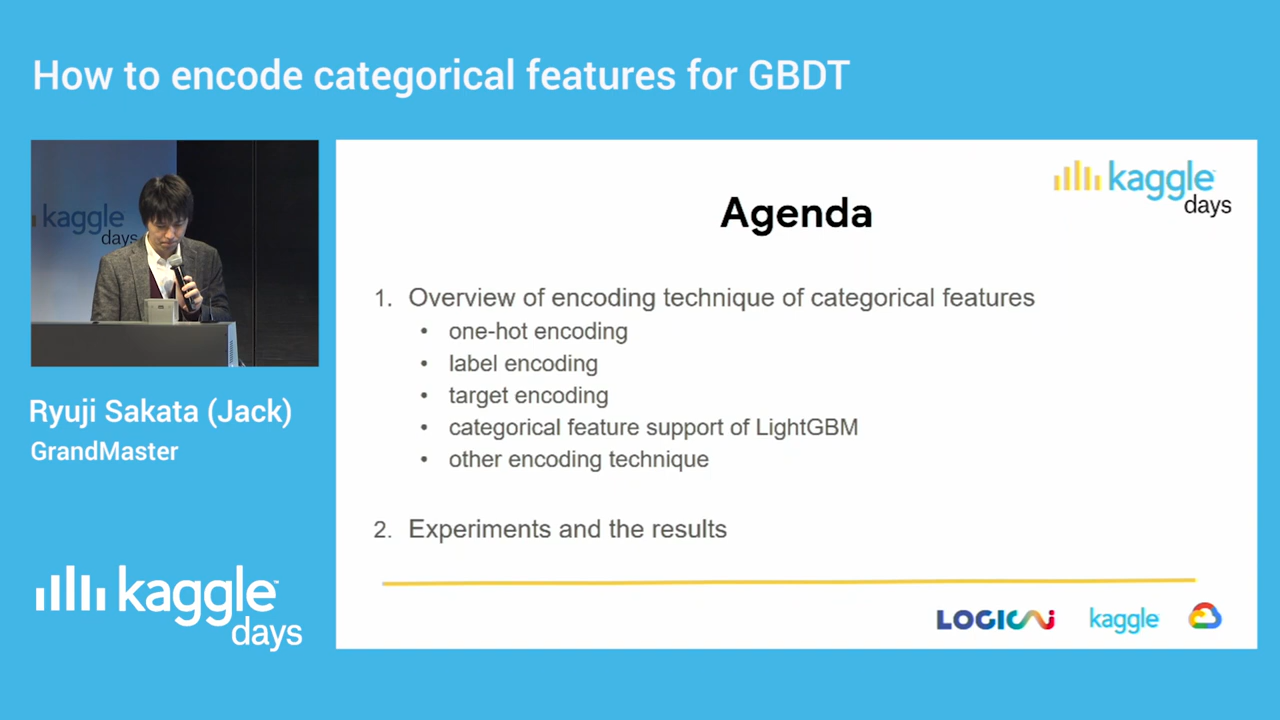 How to encode categorical features for GBDT
kaggle
days
Ryuji Sakata (Jack)
GrandMaster
kaggle
days
kaggle
days
Agenda
1. Overview of encoding technique of categorical features
• one-hot encoding
• label encoding
• target encoding
• categorical feature support of LightGBM
• other encoding technique
2. Experiments and the results
LOGICAI
kaggle